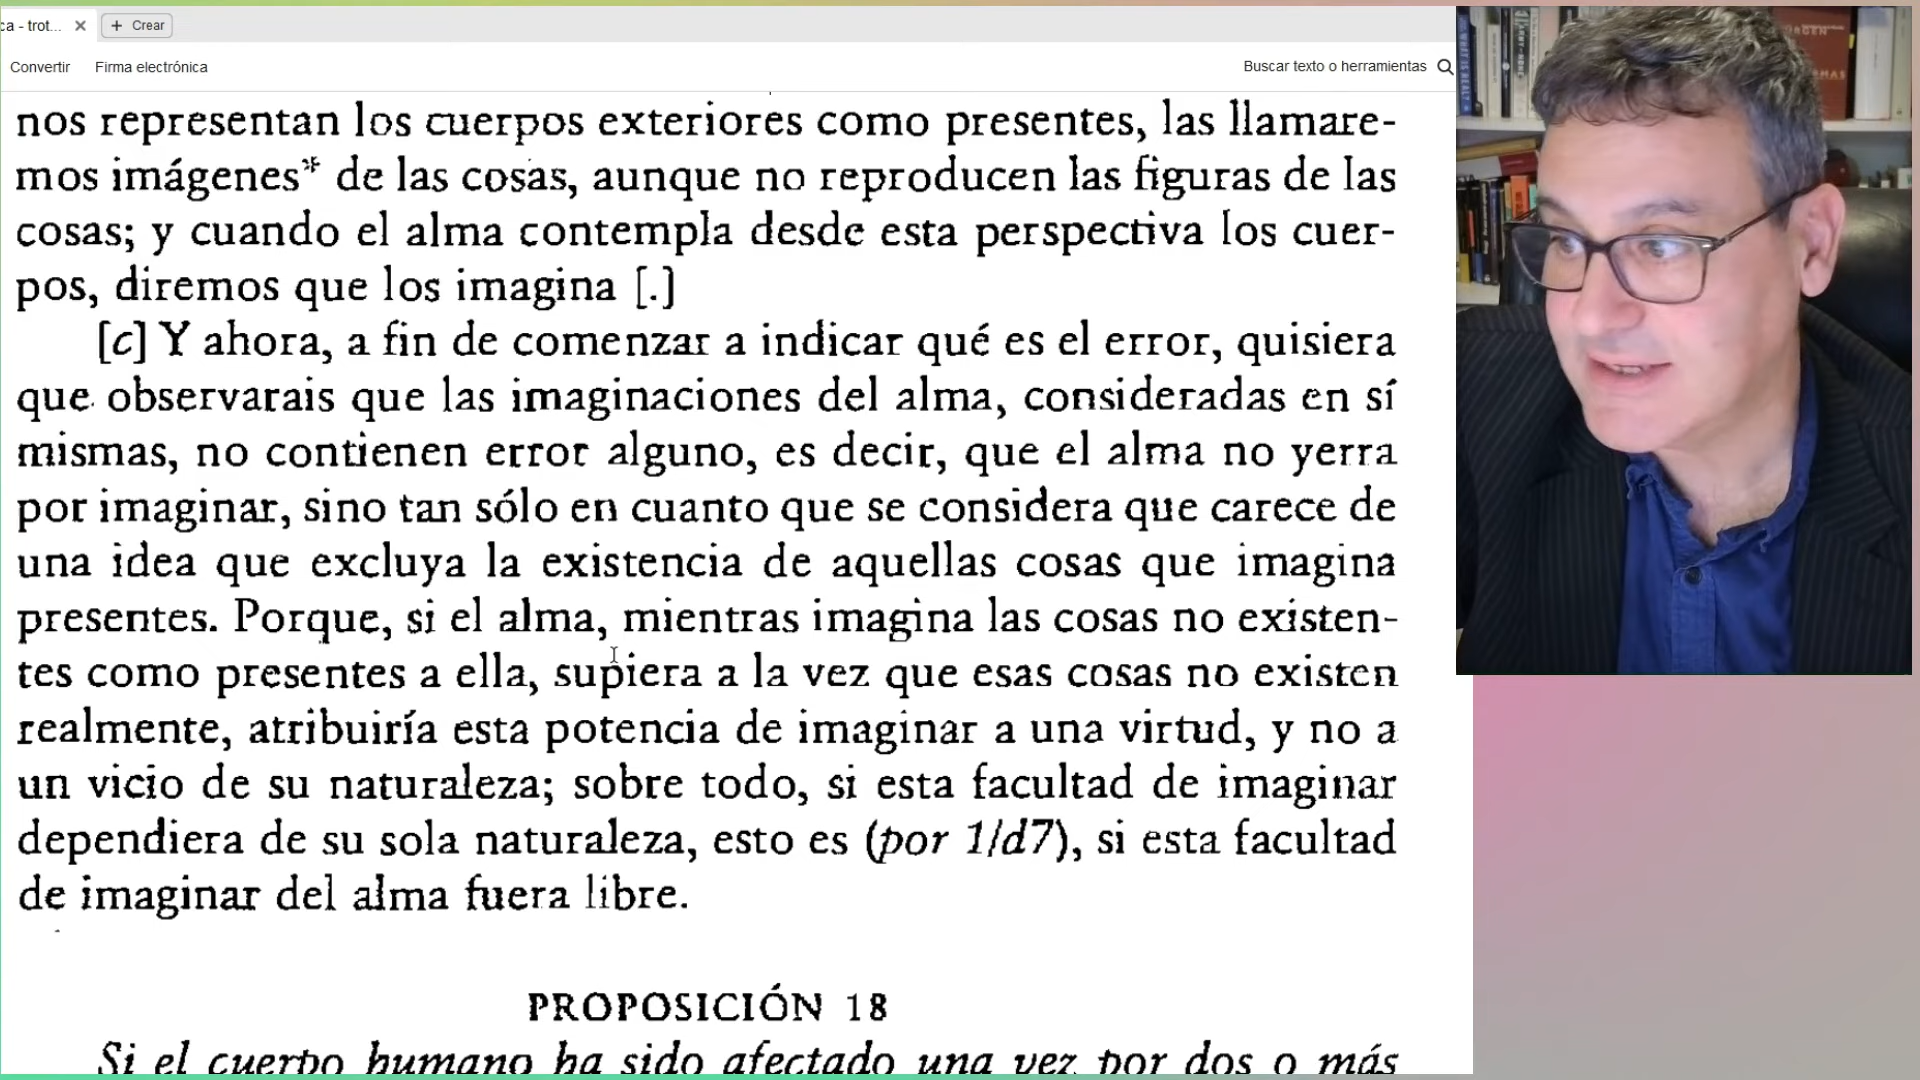 ca - trot...
Crear
Convertir
Firma electrónica
Buscar texto o herramientas
nos representan los cuerpos exteriores como presentes, las llamare-
mos imágenes* de las cosas, aunque no reproducen las figuras de las
cosas; y cuando el alma contempla desde esta perspectiva los cuer-
pos, diremos que los imagina [.]
[c] Y ahora, a fin de comenzar a indicar qué es el error, quisiera
que observarais que las imaginaciones del alma, consideradas en sí
mismas, no contienen error alguno, es decir, que el alma no yerra
por imaginar, sino tan sólo en cuanto que se considera que carece de
una idea que excluya la existencia de aquellas cosas que imagina
presentes. Porque, si el alma, mientras imagina las cosas no existen-
tes como presentes a ella, supiera a la vez que esas cosas no existen
realmente, atribuiría esta potencia de imaginar a una virtud, y no a
un vicio de su naturaleza; sobre todo, si esta facultad de imaginar
dependiera de su sola naturaleza, esto es (por 1/d7), si esta facultad
de imaginar del alma fuera libre.
PROPOSICIÓN 18
Si el cuerpo humano ha sido afectado una vez por dos o más